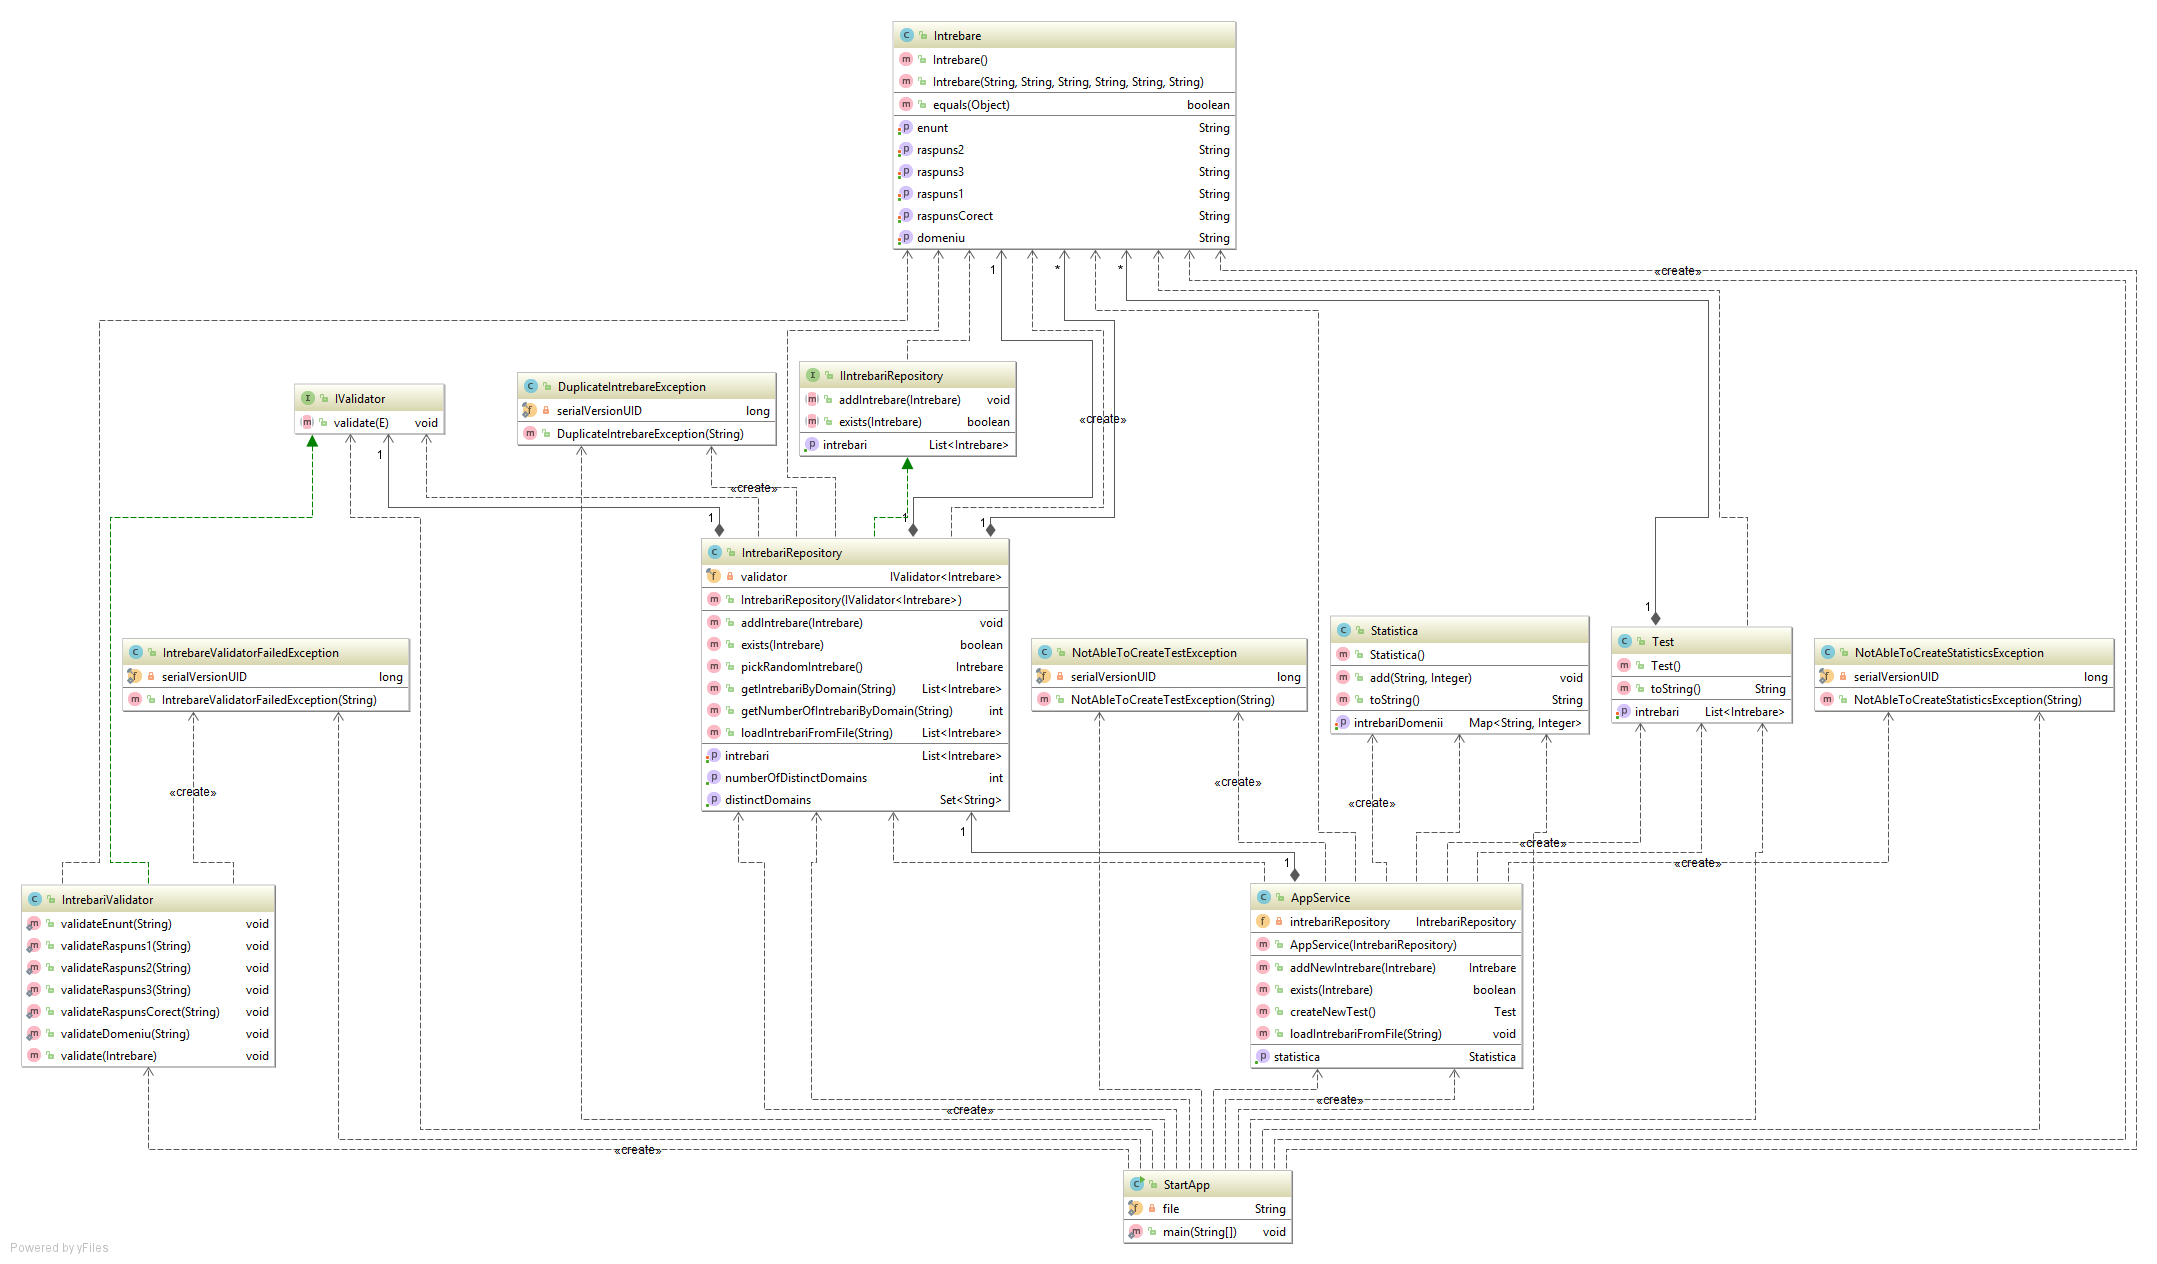 Intrebare
Intrebare()
Intrebare(String, String, String, String, String, String)
equals(Object) boolean
enunt String
raspuns2 String
raspuns3 String
raspuns1 String
raspunsCorect String
domeniu String
1
*
*
«create»
IValidator
validate(E) void
1
DuplicateIntrebareException
serialVersionUID long
DuplicateIntrebareException(String)
IIntrebariRepository
addIntrebare(Intrebare) void
exists(Intrebare) boolean
intrebari List<Intrebare>
«create»
«create»
1
1
1
IntrebariRepository
validator IValidator<Intrebare>
IntrebariRepository(IValidator<Intrebare>)
addIntrebare(Intrebare) void
exists(Intrebare) boolean
pickRandomIntrebare() Intrebare
getIntrebariByDomain(String) List<Intrebare>
getNumberOfIntrebariByDomain(String) int
loadIntrebariFromFile(String) List<Intrebare>
intrebari List<Intrebare>
numberOfDistinctDomains int
distinctDomains Set<String>
1
IntrebareValidatorFailedException
serialVersionUID long
IntrebareValidatorFailedException(String)
«create»
NotAbleToCreateTestException
serialVersionUID long
NotAbleToCreateTestException(String)
«create»
Statistica
Statistica()
add(String, Integer) void
toString() String
intrebariDomenii Map<String, Integer>
«create»
1
Test
Test()
toString() String
intrebari List<Intrebare>
«create»
NotAbleToCreateStatisticsException
serialVersionUID long
NotAbleToCreateStatisticsException(String)
«create»
IntrebariValidator
validateEnunt(String) void
validateRaspuns1(String) void
validateRaspuns2(String) void
validateRaspuns3(String) void
validateRaspunsCorect(String) void
validateDomeniu(String) void
validate(Intrebare) void
1
AppService
intrebariRepository IntrebariRepository
AppService(IntrebariRepository)
addNewIntrebare(Intrebare) Intrebare
exists(Intrebare) boolean
createNewTest() Test
loadIntrebariFromFile(String) void
statistica Statistica
«create»
«create»
«create»
StartApp
file String
main(String[]) void
Powered by yFiles